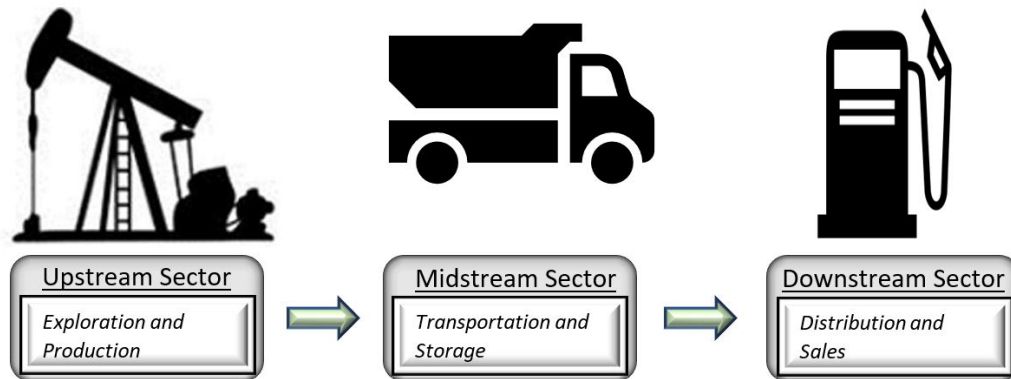 Upstream Sector
Exploration and
Production
Midstream Sector
Transportation and
Storage
Downstream Sector
Distribution and
Sales